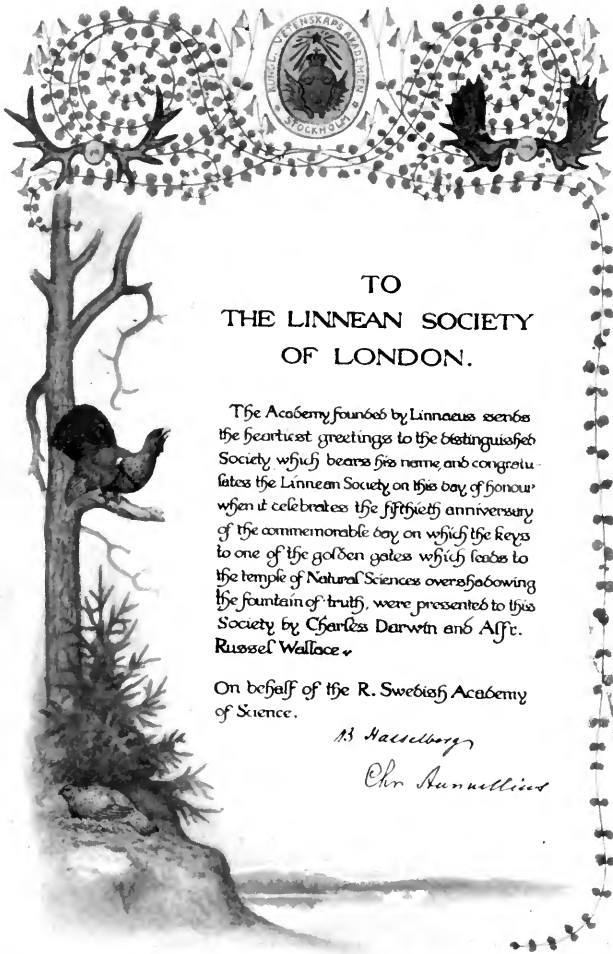 KUNGL. VETENSKAPS AKADEMIEN
STOCKHOLM
TO
THE LINNEAN SOCIETY
OF LONDON.
The Academy founded by Linnaeus sends
the heartiest greetings to the distinguished
Society which bears his name, and congratu-
lates the Linnean Society on this day of honour
when it celebrates the fifthieth anniversary
of the commemorable day, on which the keys
to one of the golden gates which leads to
the temple of Natural Sciences overshadowing
the fountain of truth, were presented to this
Society by Charles Darwin and Alfr.
Russel Wallace.
On behalf of the R. Swedish Academy
of Science.
B Hasselberg
Chr Aurivillius